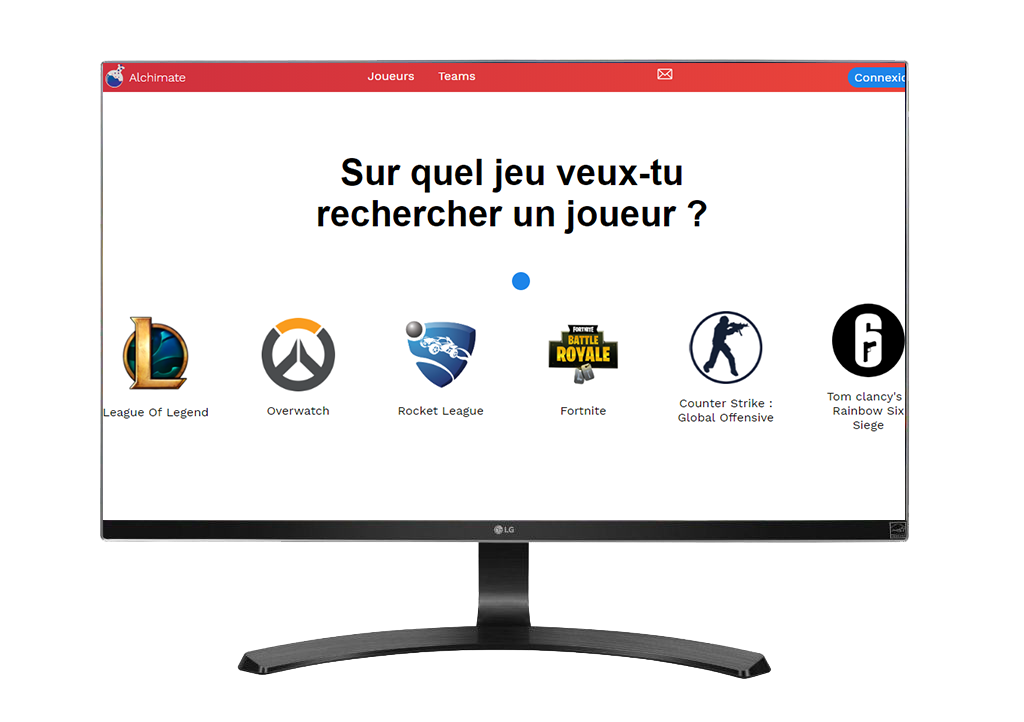 Alchimate
Joueurs
Teams
Connexio
Sur quel jeu veux-tu
rechercher un joueur ?
FORTNITE
BATTLE
ROYALE
6
League Of Legend
Overwatch
Rocket League
Fortnite
Counter Strike :
Global Offensive
Tom clancy's
Rainbow Six
Siege
LG